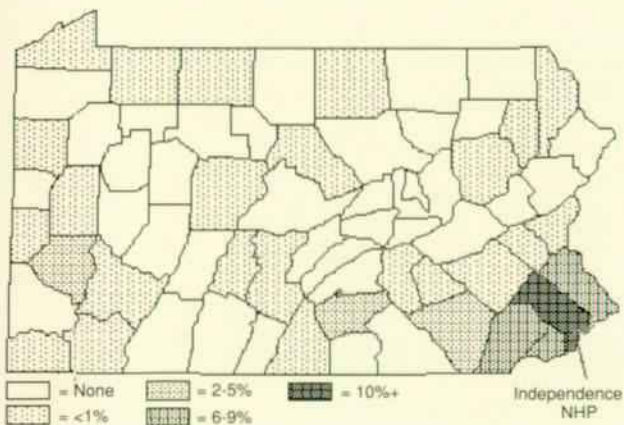 = None
= 2-5%
= 10%+
= <1%
= 6-9%
Independence
NHP